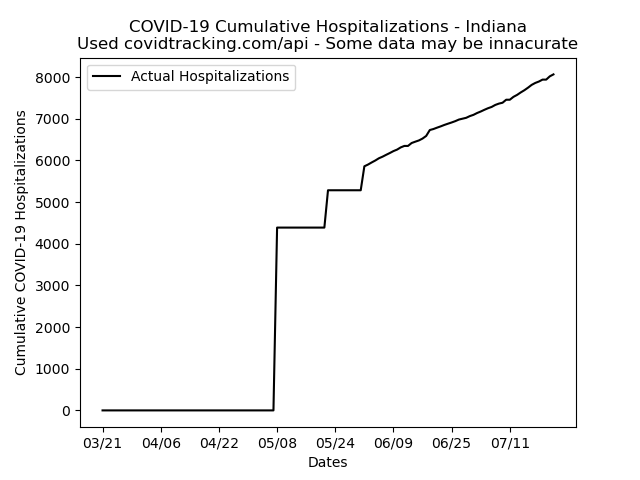 COVID-19 Cumulative Hospitalizations - Indiana
Used covidtracking.com/api - Some data may be innacurate
Actual Hospitalizations
Cumulative COVID-19 Hospitalizations
8000
7000
6000
5000
4000
3000
2000
1000
0
03/21 04/06 04/22 05/08 05/24 06/09 06/25 07/11
Dates